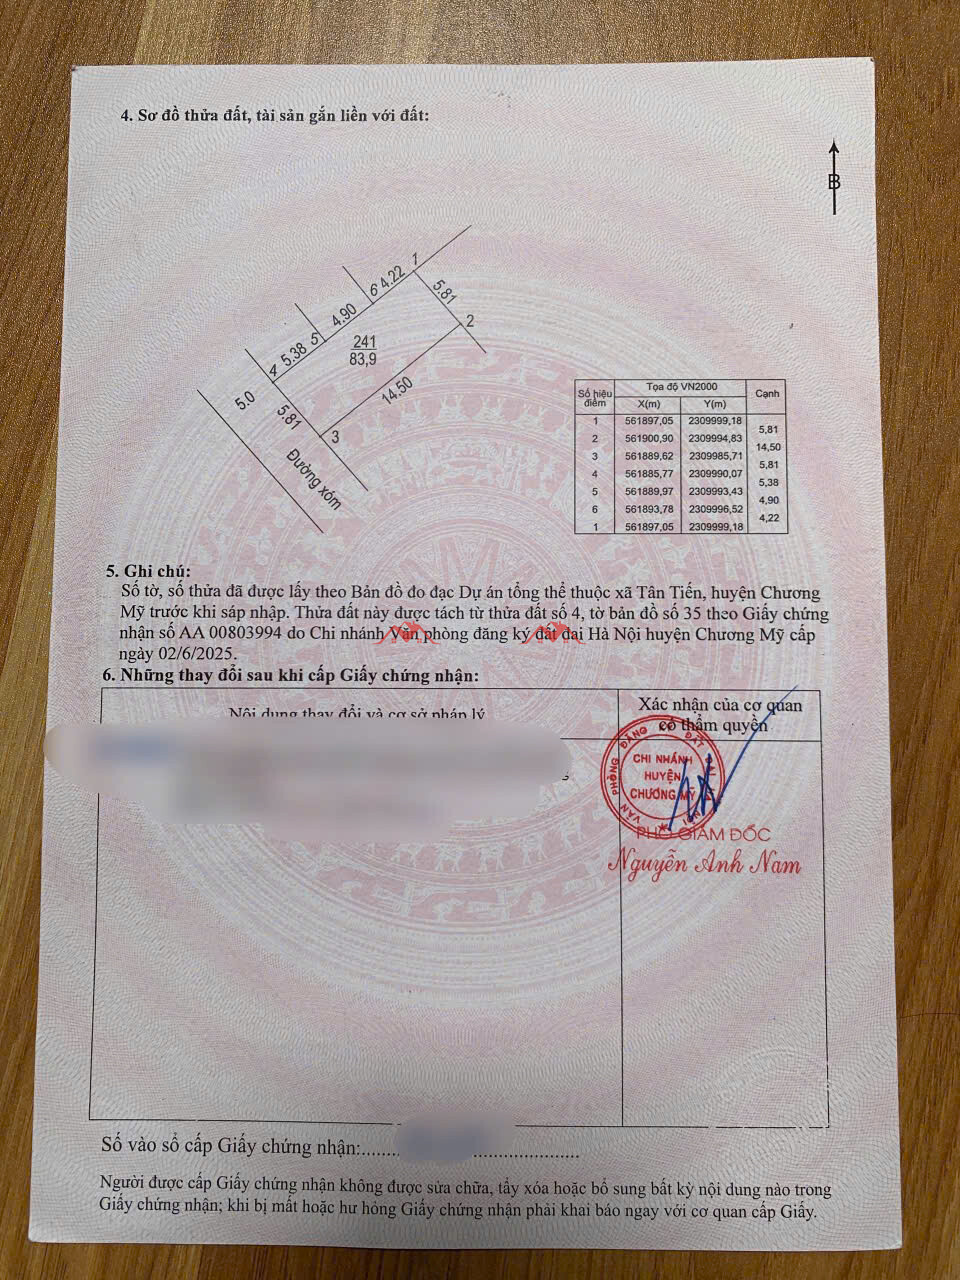 4. Sơ đồ thửa đất, tài sản gắn liền với đất:
B
1
4.22
6
5.81
4.90
2
5
241
83,9
5.38
4
14.50
5.0
5.81
3
Đường xóm
Số hiệu điểm Tọa độ VN2000 Cạnh
X(m) Y(m)
1 561897,05 2309999,18
5,81
2 561900,90 2309994,83
14,50
3 561889,62 2309985,71
5,81
4 561885,77 2309990,07
5,38
5 561889,97 2309993,43
4,90
6 561893,78 2309996,52
4,22
1 561897,05 2309999,18
5. Ghi chú:
Số tờ, số thửa đã được lấy theo Bản đồ đo đạc Dự án tổng thể thuộc xã Tân Tiến, huyện Chương
Mỹ trước khi sáp nhập. Thửa đất này được tách từ thửa đất số 4, tờ bản đồ số 35 theo Giấy chứng
nhận số AA 00803994 do Chi nhánh Văn phòng đăng ký đất đai Hà Nội huyện Chương Mỹ cấp
ngày 02/6/2025.
6. Những thay đổi sau khi cấp Giấy chứng nhận:
Nội dung thay đổi và cơ sở pháp lý
Xác nhận của cơ quan
có thẩm quyền
VĂN PHÒNG ĐĂNG KÝ ĐẤT ĐAI
CHI NHÁNH
HUYỆN
CHƯƠNG MỸ
PHÓ GIÁM ĐỐC
Nguyễn Anh Nam
Số vào sổ cấp Giấy chứng nhận:
Người được cấp Giấy chứng nhận không được sửa chữa, tẩy xóa hoặc bổ sung bất kỳ nội dung nào trong
Giấy chứng nhận; khi bị mất hoặc hư hỏng Giấy chứng nhận phải khai báo ngay với cơ quan cấp Giấy.